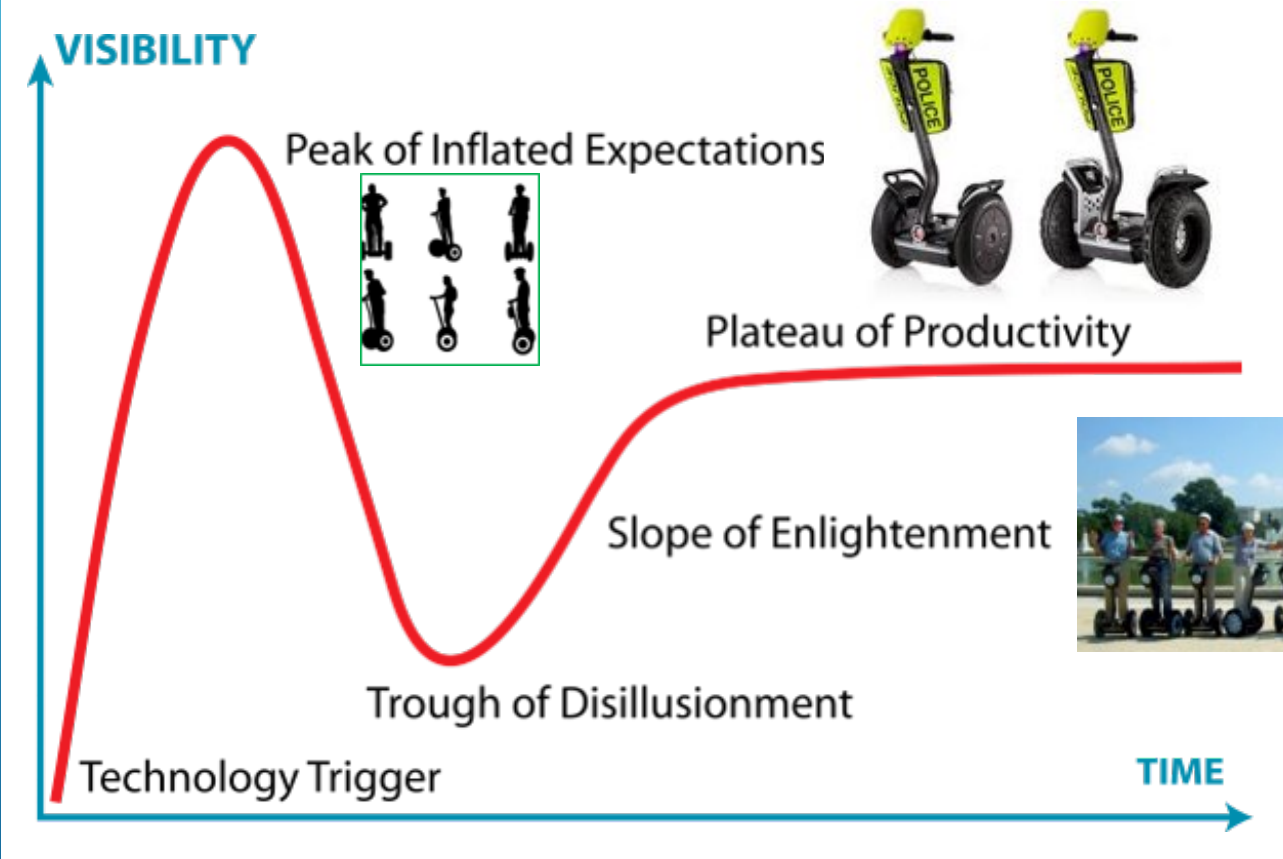 VISIBILITY
Peak of Inflated Expectations
POLICE
POLICE
Plateau of Productivity
Slope of Enlightenment
Trough of Disillusionment
Technology Trigger
TIME